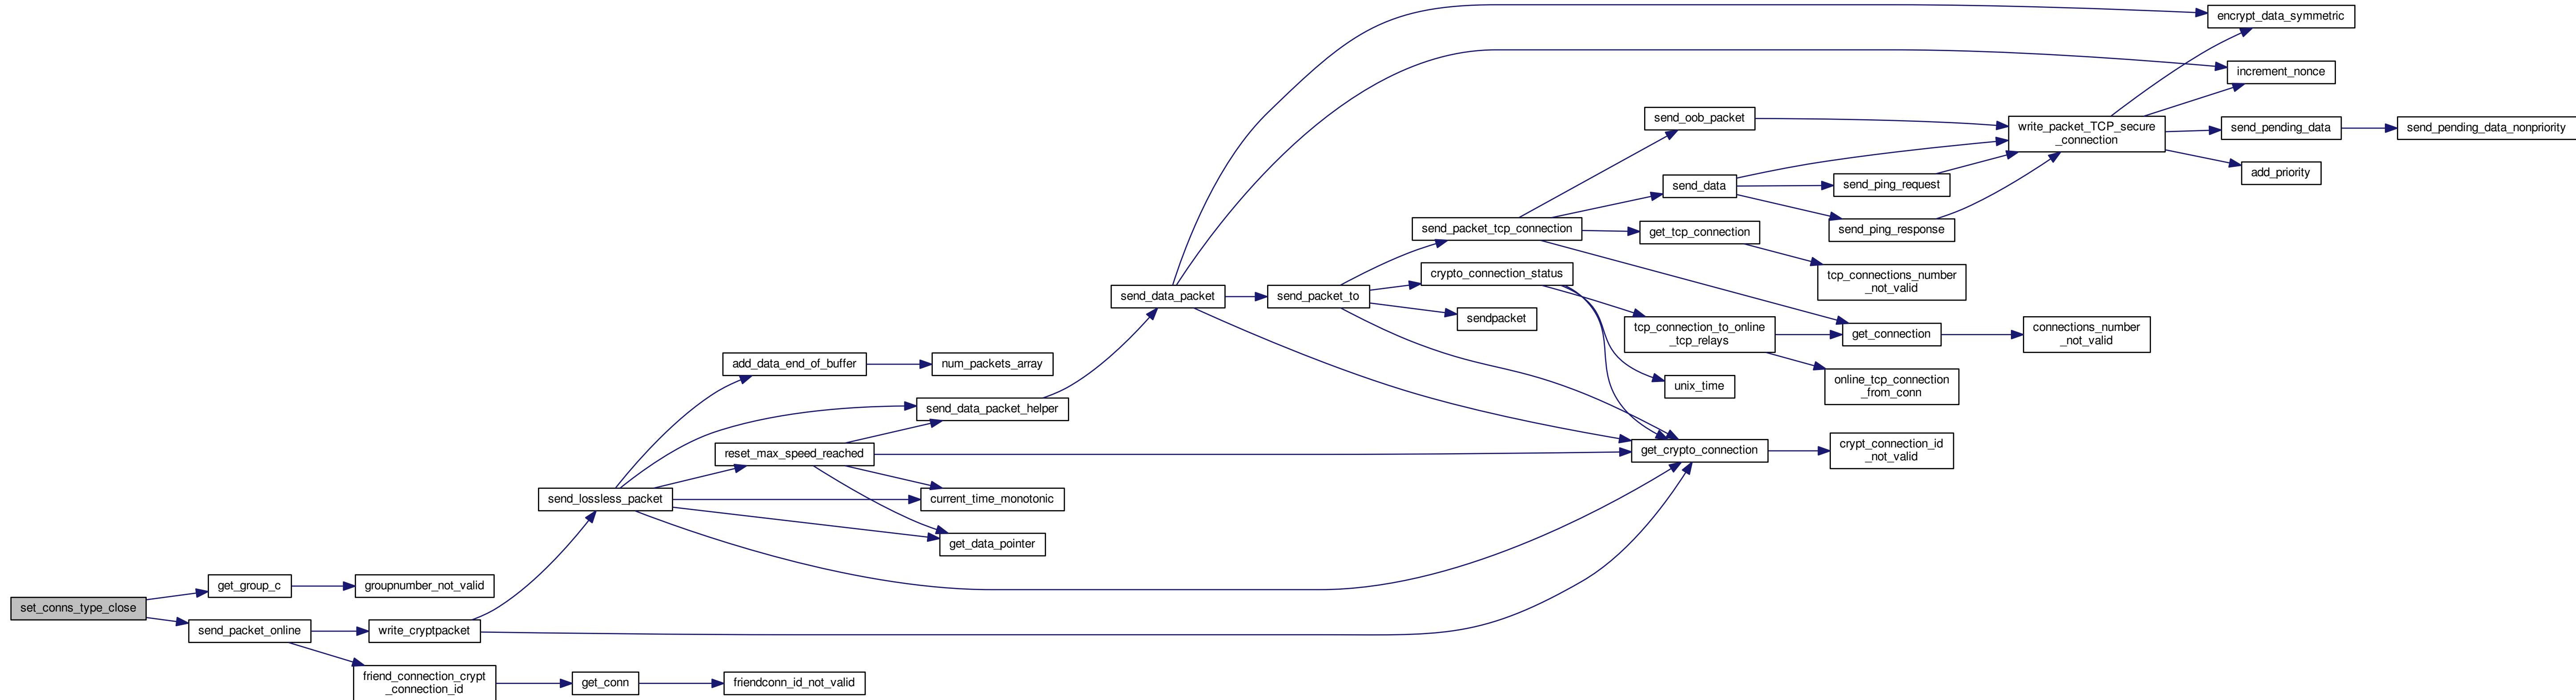 encrypt_data_symmetric
increment_nonce
send_oob_packet
write_packet_TCP_secure
_connection
send_pending_data
send_pending_data_nonpriority
add_priority
send_data
send_ping_request
send_packet_tcp_connection
get_tcp_connection
send_ping_response
crypto_connection_status
tcp_connections_number
_not_valid
send_data_packet
send_packet_to
sendpacket
tcp_connection_to_online
_tcp_relays
get_connection
connections_number
_not_valid
add_data_end_of_buffer
num_packets_array
unix_time
online_tcp_connection
_from_conn
send_data_packet_helper
reset_max_speed_reached
get_crypto_connection
crypt_connection_id
_not_valid
send_lossless_packet
current_time_monotonic
get_data_pointer
get_group_c
groupnumber_not_valid
set_conns_type_close
send_packet_online
write_cryptpacket
friend_connection_crypt
_connection_id
get_conn
friendconn_id_not_valid